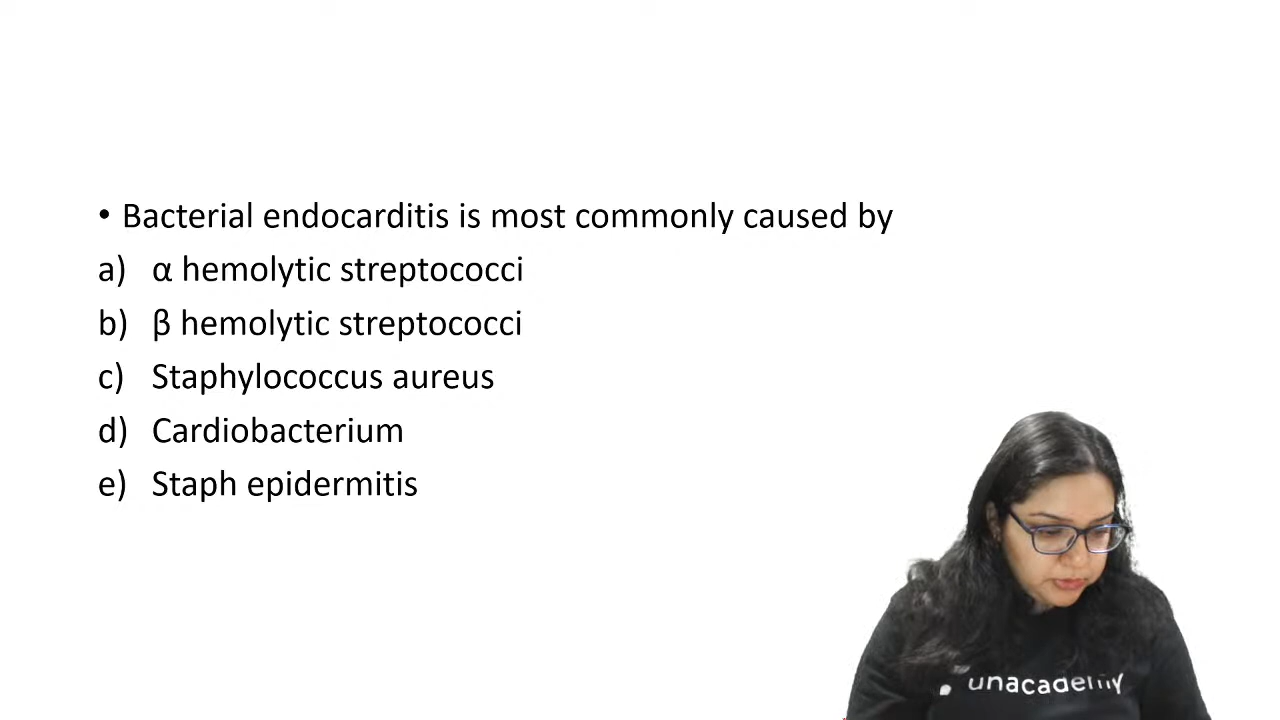 • Bacterial endocarditis is most commonly caused by
a) α hemolytic streptococci
b) β hemolytic streptococci
c) Staphylococcus aureus
d) Cardiobacterium
e) Staph epidermitis
unacademy